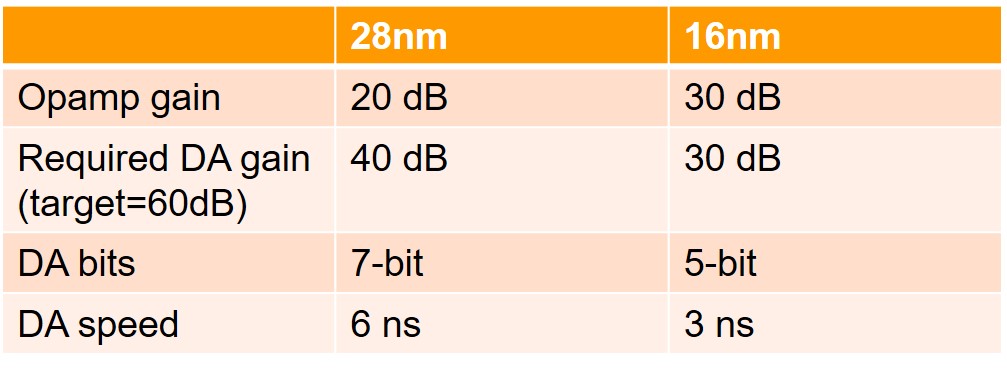 28nm 16nm
Opamp gain 20 dB 30 dB
Required DA gain 40 dB 30 dB
(target=60dB)
DA bits 7-bit 5-bit
DA speed 6 ns 3 ns